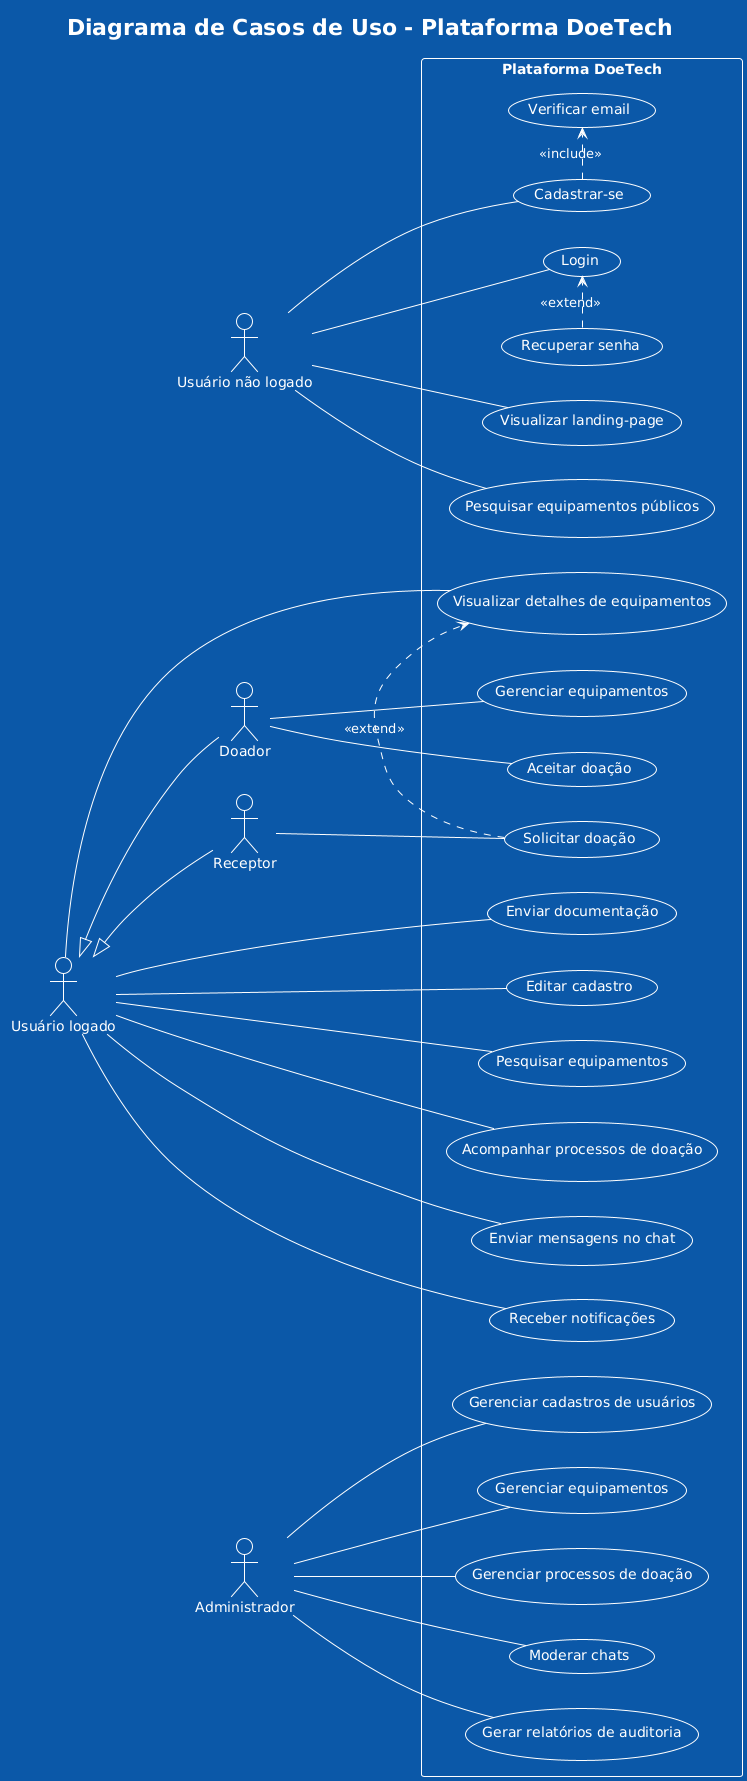 Diagrama de Casos de Uso - Plataforma DoeTech
Plataforma DoeTech
Verificar email
«include»
Cadastrar-se
Login
«extend»
Recuperar senha
Usuário não logado
Visualizar landing-page
Pesquisar equipamentos públicos
Visualizar detalhes de equipamentos
Gerenciar equipamentos
«extend»
Doador
Aceitar doação
Solicitar doação
Receptor
Enviar documentação
Editar cadastro
Usuário logado
Pesquisar equipamentos
Acompanhar processos de doação
Enviar mensagens no chat
Receber notificações
Gerenciar cadastros de usuários
Gerenciar equipamentos
Gerenciar processos de doação
Administrador
Moderar chats
Gerar relatórios de auditoria